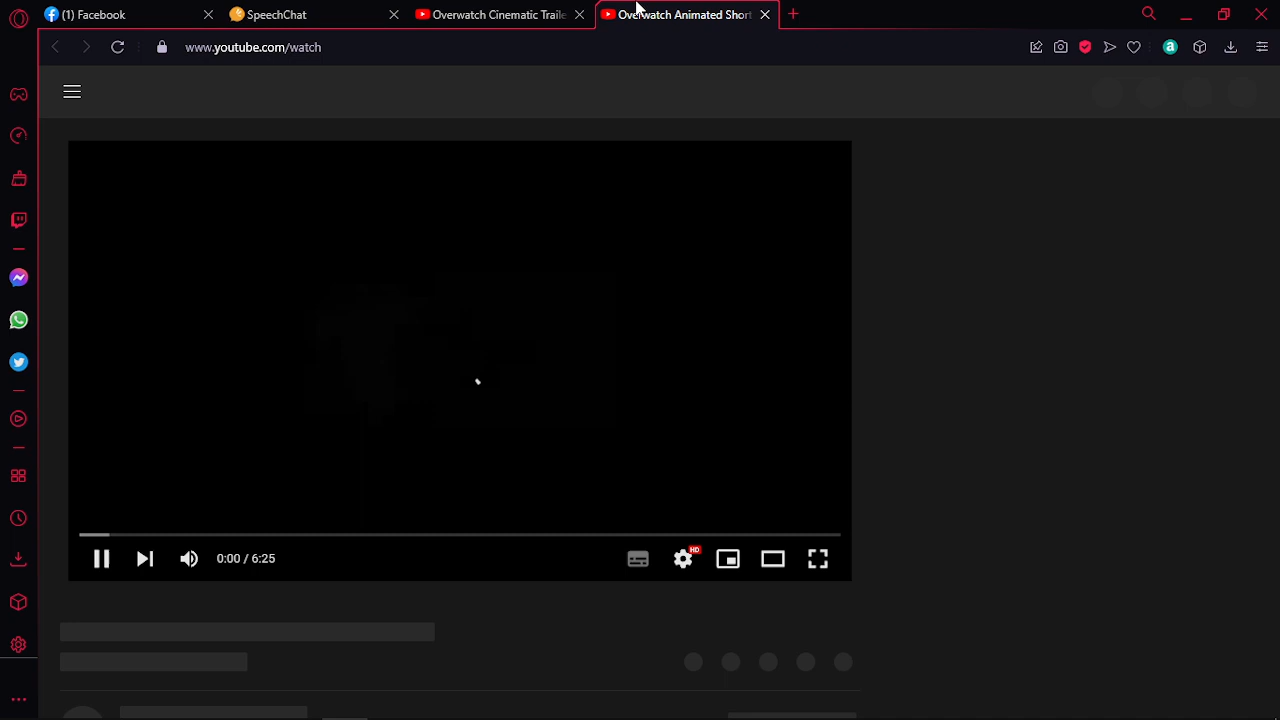 (1) Facebook
SpeechChat
Overwatch Cinematic Traile
Overwatch Animated Short
www.youtube.com/watch
a
0:00 / 6:25
HD